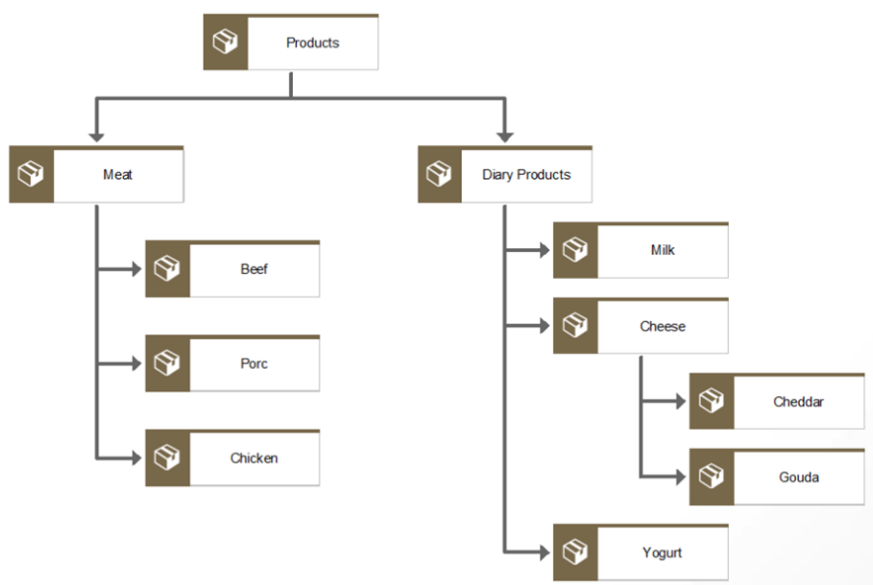 Products
Meat
Beef
Porc
Chicken
Diary Products
Milk
Cheese
Cheddar
Gouda
Yogurt